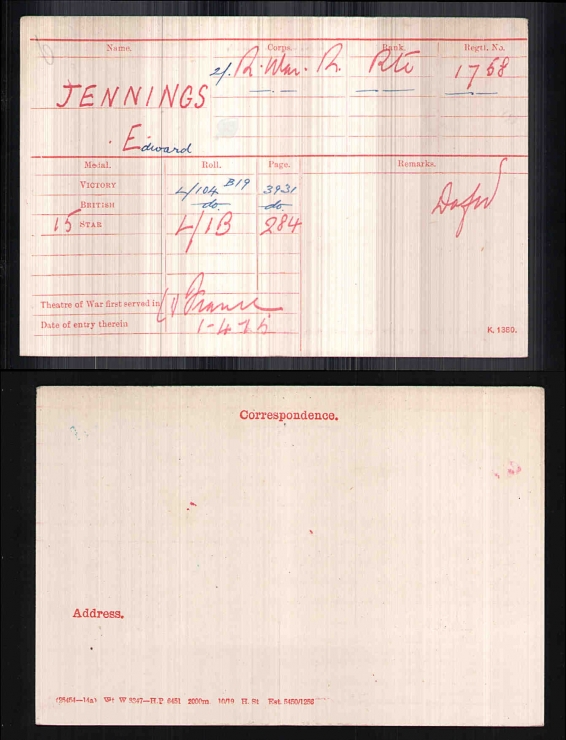 Name. Corps. Rank. Regtl. No.
2/. R. War. R. Pte 1768
JENNINGS
Edward
Medal. Roll. Page. Remarks.
VICTORY L/104 B19 3931
BRITISH do do
15 STAR L/1B 284
Theatre of War first served in (1) France
Date of entry therein 1-4-15
K. 1380.
Correspondence.
Address.